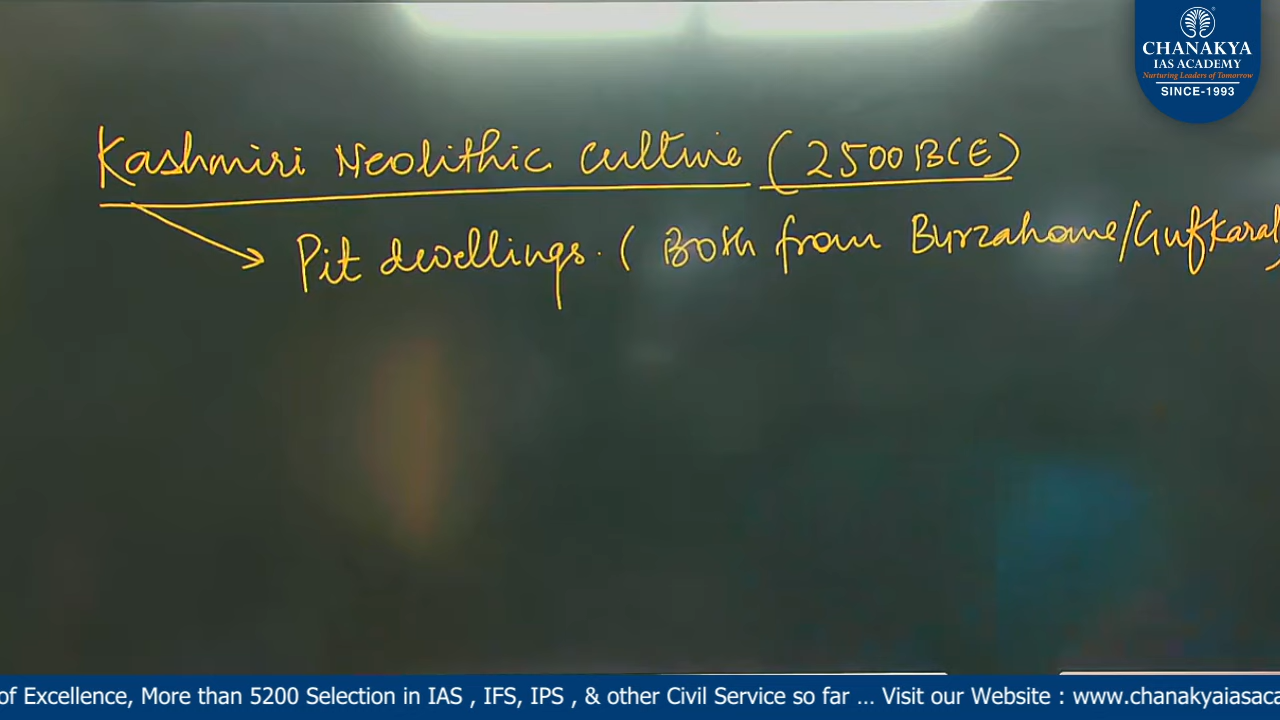 CHANAKYA
IAS ACADEMY
Nurturing Leaders of Tomorrow
SINCE-1993
Kashmiri Neolithic culture (2500 BCE)
Pit dwellings. ( Both from Burzahome/Gufkaral)
of Excellence, More than 5200 Selection in IAS , IFS, IPS , & other Civil Service so far ... Visit our Website : www.chanakyaiasaca